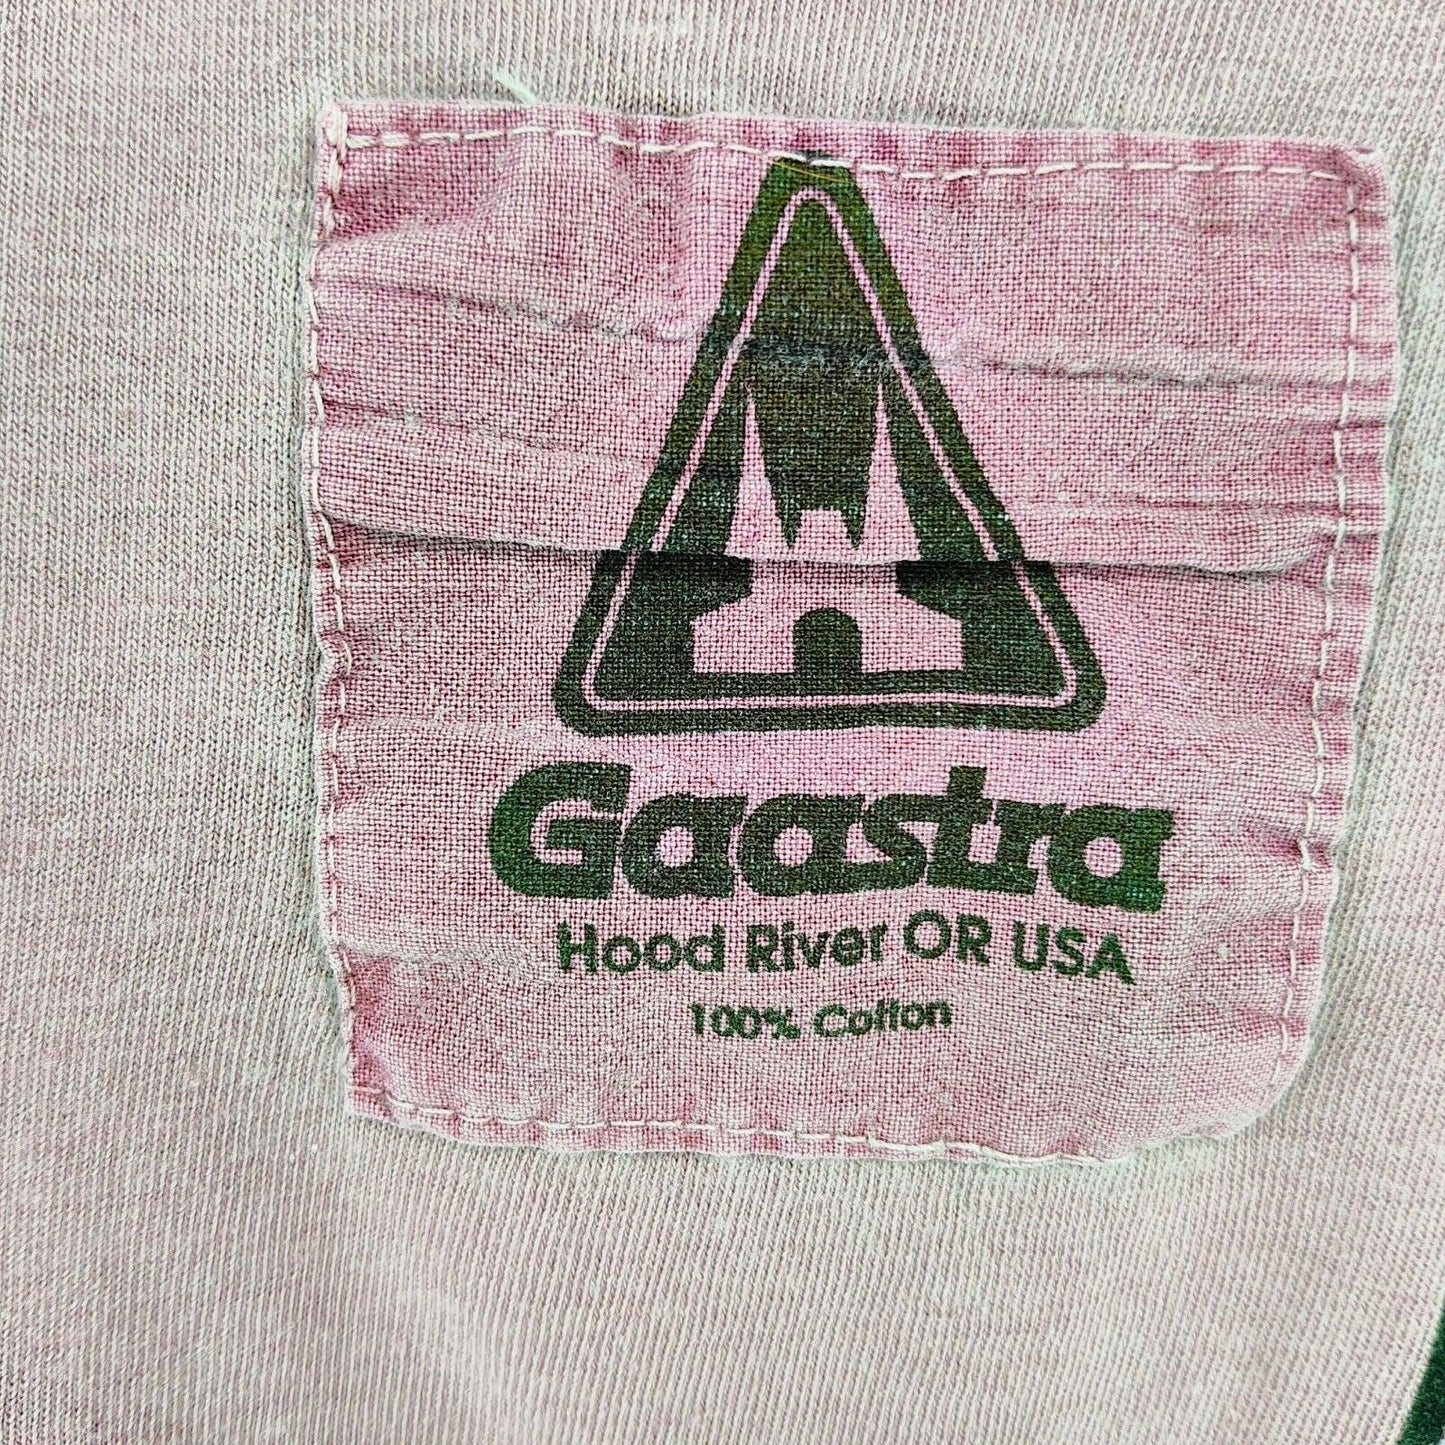 Gaastra
Hood River OR USA
100% Cotton